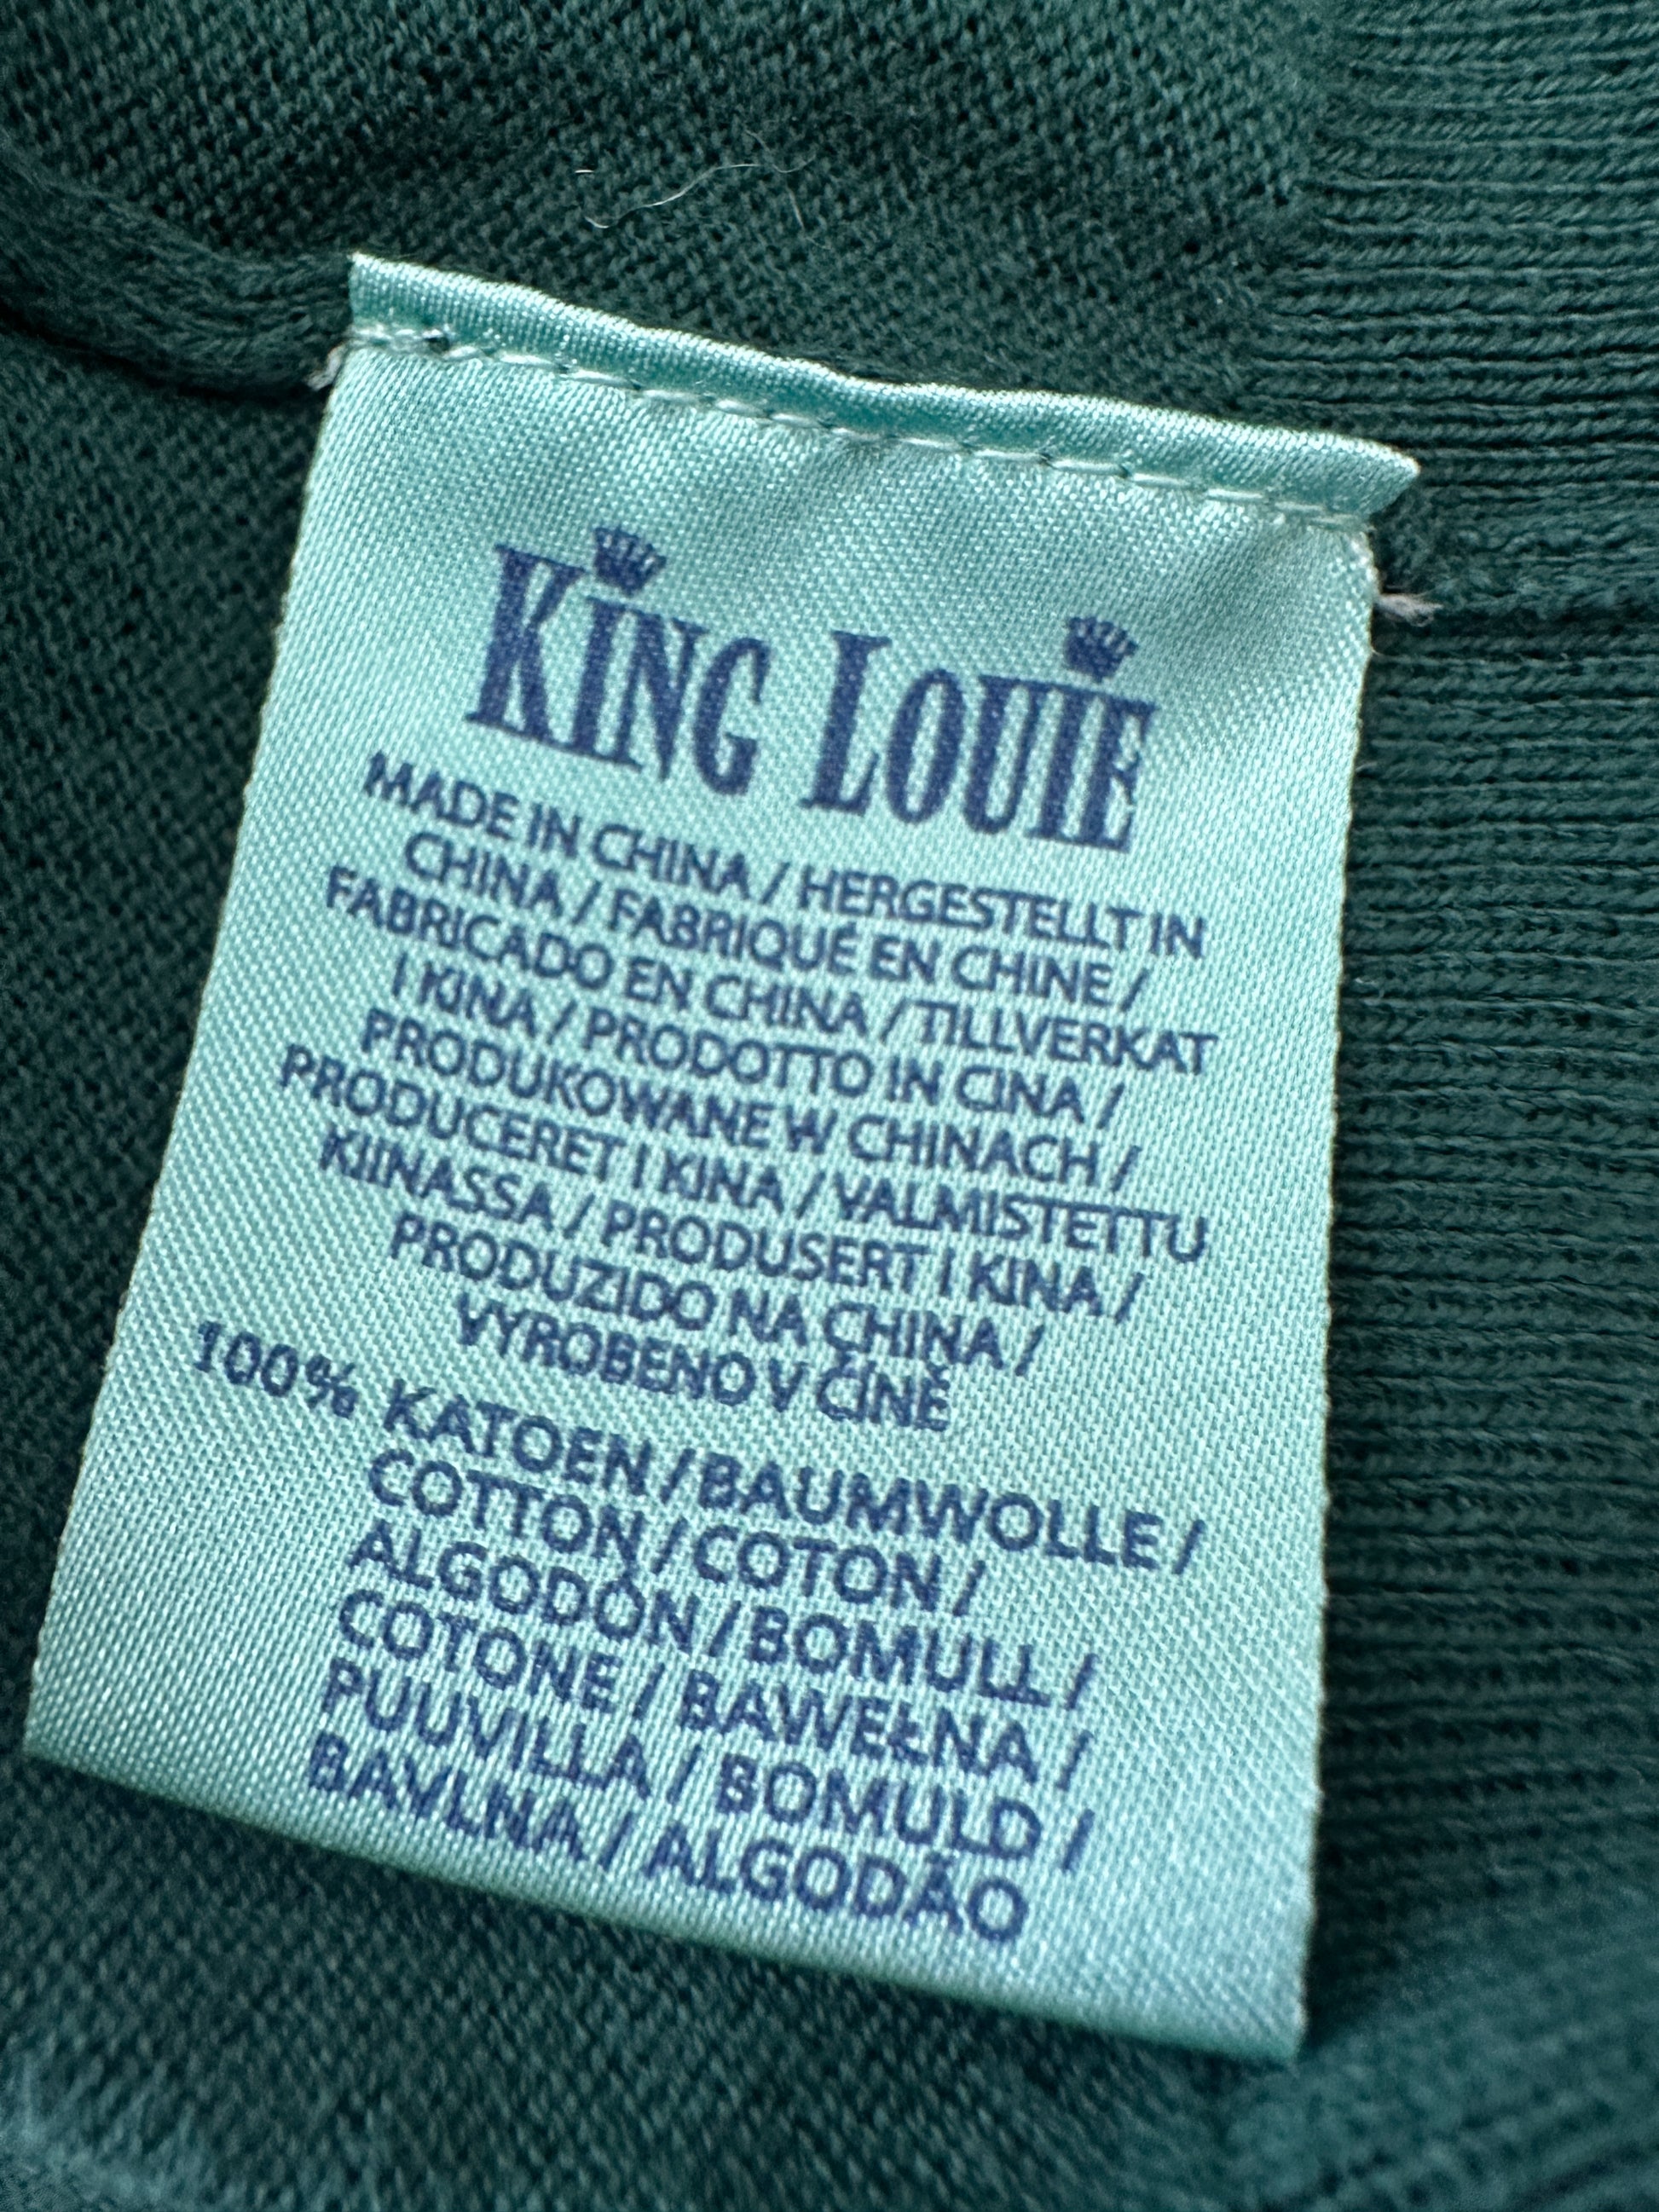 KING LOUIE
MADE IN CHINA / HERGESTELLT IN
CHINA / FABRIQUÉ EN CHINE /
FABRICADO EN CHINA / TILLVERKAT
I KINA / PRODOTTO IN CINA /
PRODUKOWANE W CHINACH /
PRODUCERET I KINA / VALMISTETTU
KIINASSA / PRODUSERT I KINA /
PRODUZIDO NA CHINA /
VYROBENO V ČÍNĚ
100% KATOEN / BAUMWOLLE /
COTTON / COTON /
ALGODÓN / BOMULL /
COTONE / BAWEŁNA /
PUUVILLA / BOMULD /
BAVLNA / ALGODÃO